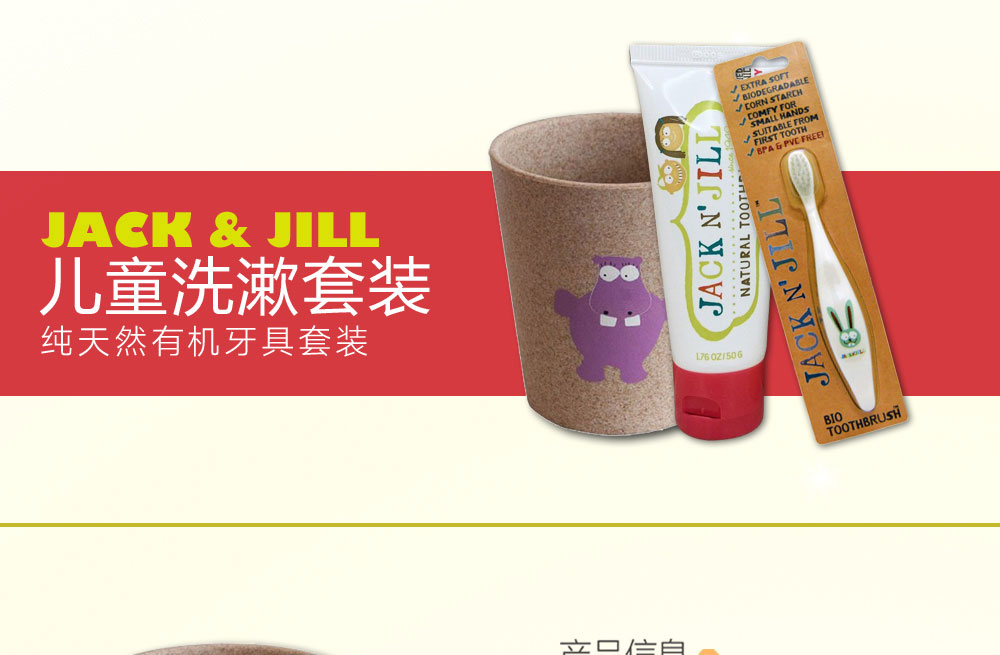 JACK & JILL
儿童洗漱套装
纯天然有机牙具套装
JACK N' JILL
NATURAL TOOTH
1.76 OZ/50 G
EXTRA SOFT
BIODEGRADABLE
CORN STARCH
COMFY FOR
SMALL HANDS
SUITABLE FROM
FIRST TOOTH
BPA & PVC FREE!
JACK N' JILL
BIO
TOOTHBRUSH
产品信息